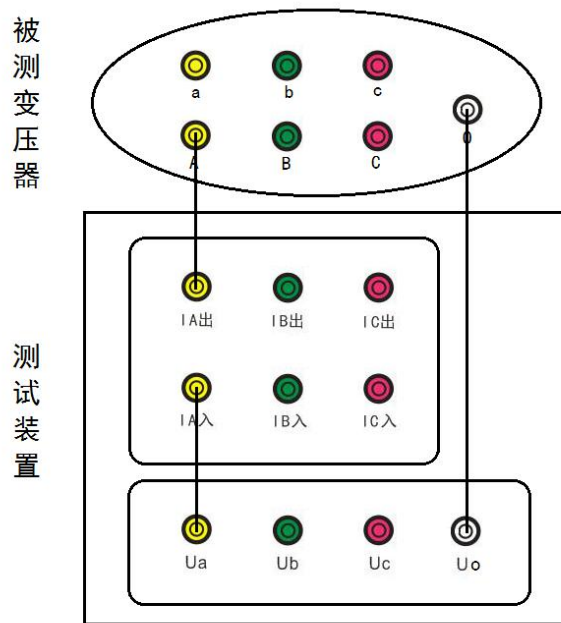 被测变压器
a b c
A B C 0
测试装置
IA出 IB出 IC出
IA入 IB入 IC入
Ua Ub Uc Uo